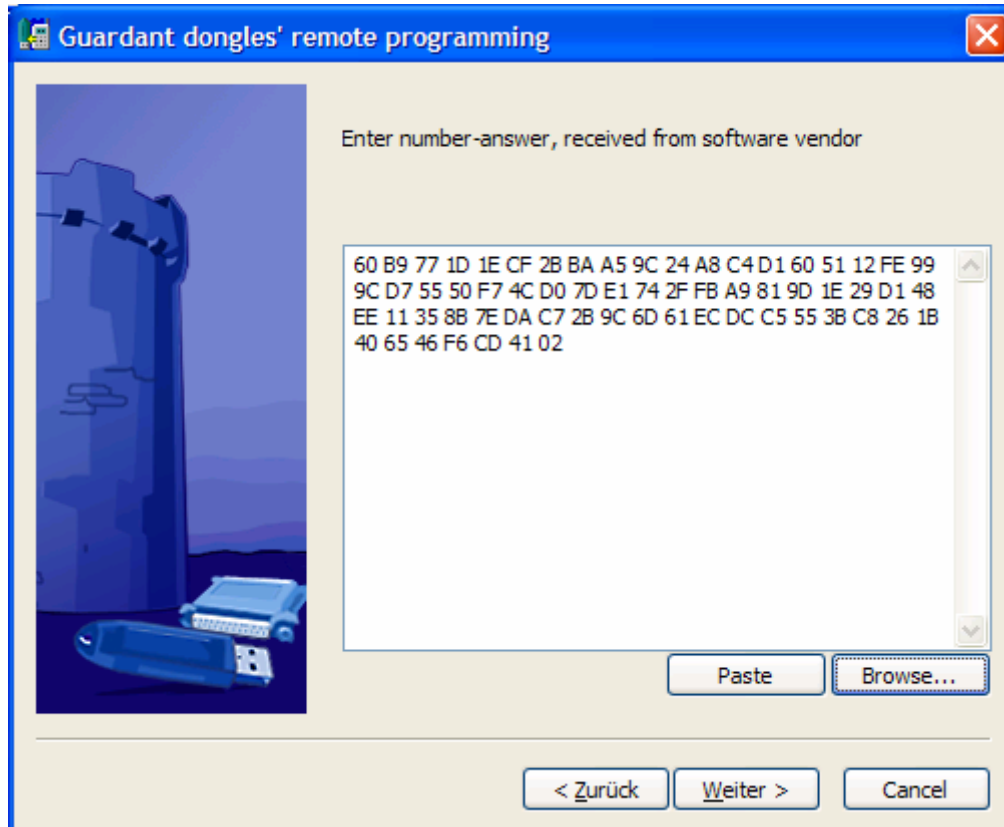 Guardant dongles' remote programming
Enter number-answer, received from software vendor
60 B9 77 1D 1E CF 2B BA A5 9C 24 A8 C4 D1 60 51 12 FE 99
9C D7 55 50 F7 4C D0 7D E1 74 2F FB A9 81 9D 1E 29 D1 48
EE 11 35 8B 7E DA C7 2B 9C 6D 61 EC DC C5 55 3B C8 26 1B
40 65 46 F6 CD 41 02
Paste
Browse...
< Zurück
Weiter >
Cancel